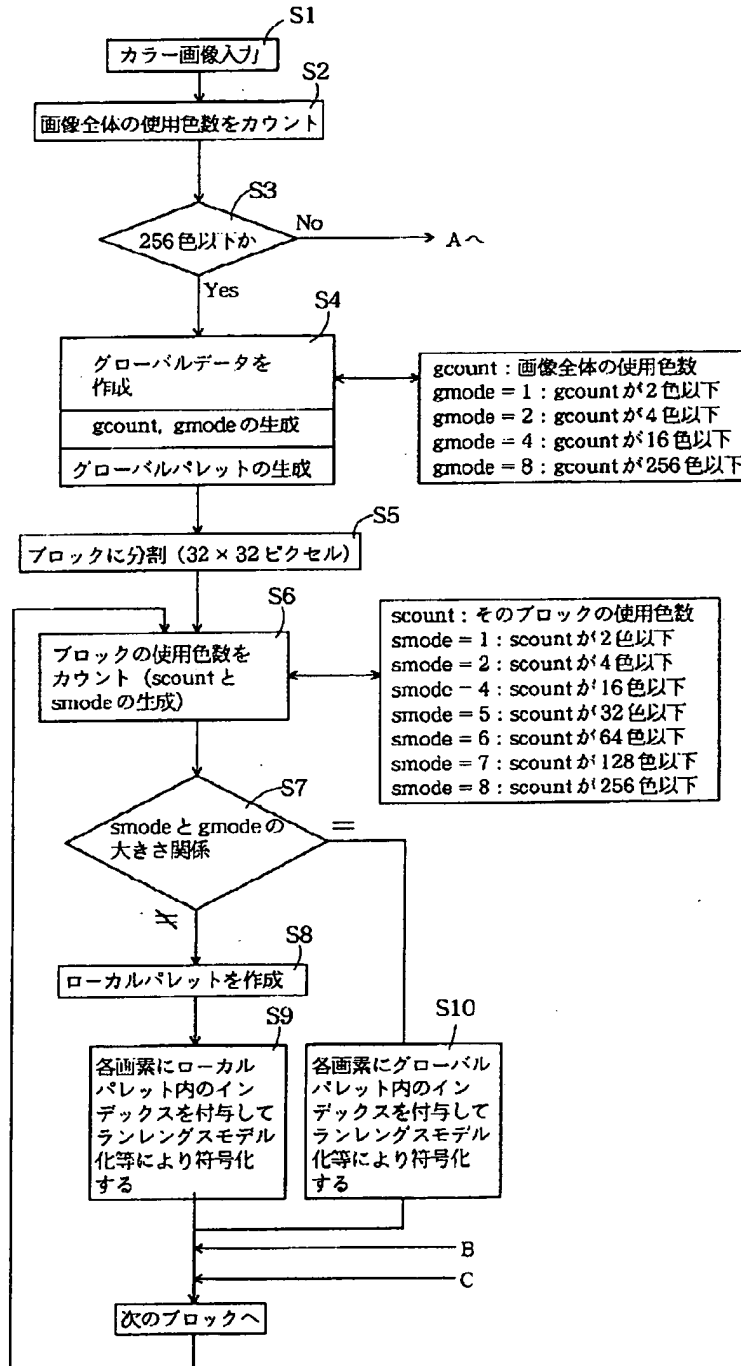 S1
カラー画像入力
S2
画像全体の使用色数をカウント
S3
256色以下か
No
Aへ
Yes
S4
グローバルデータを
作成
gcount, gmodeの生成
グローバルパレットの生成
gcount：画像全体の使用色数
gmode = 1：gcountが2色以下
gmode = 2：gcountが4色以下
gmode = 4：gcountが16色以下
gmode = 8：gcountが256色以下
S5
ブロックに分割（32 × 32 ピクセル）
S6
ブロックの使用色数を
カウント（scountと
smodeの生成）
scount：そのブロックの使用色数
smode = 1：scountが2色以下
smode = 2：scountが4色以下
smode = 4：scountが16色以下
smode = 5：scountが32色以下
smode = 6：scountが64色以下
smode = 7：scountが128色以下
smode = 8：scountが256色以下
S7
smodeとgmodeの
大きさ関係
=
≠
S8
ローカルパレットを作成
S9
各画素にローカル
パレット内のイン
デックスを付与して
ランレングスモデル
化等により符号化
する
S10
各画素にグローバル
パレット内のイン
デックスを付与して
ランレングスモデル
化等により符号化
する
B
C
次のブロックへ